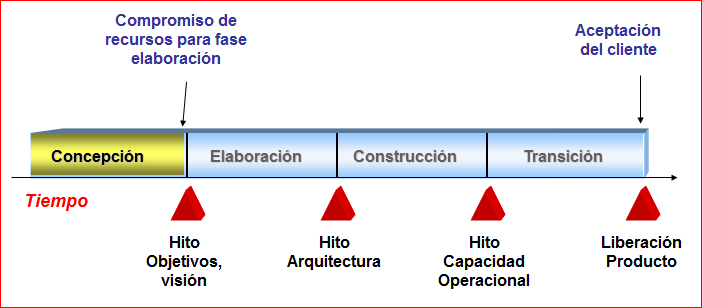 Compromiso de
recursos para fase
elaboración
Aceptación
del cliente
Concepción
Elaboración
Construcción
Transición
Tiempo
Hito
Objetivos,
visión
Hito
Arquitectura
Hito
Capacidad
Operacional
Liberación
Producto